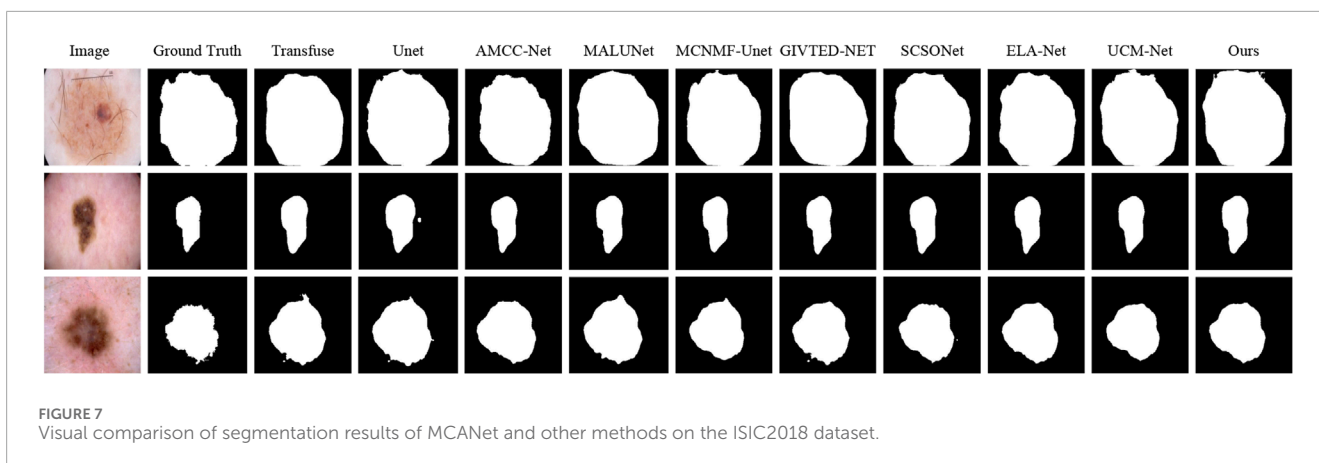 Image Ground Truth Transfuse Unet AMCC-Net MALUNet MCNMF-Unet GIVTED-NET SCSONet ELA-Net UCM-Net Ours
FIGURE 7
Visual comparison of segmentation results of MCANet and other methods on the ISIC2018 dataset.